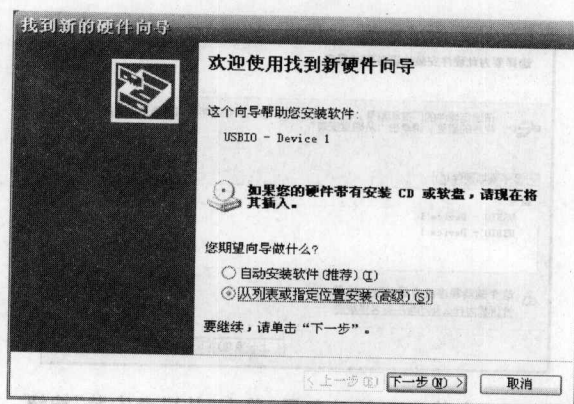 找到新的硬件向导
欢迎使用找到新硬件向导
这个向导帮助您安装软件:
USBIO - Device 1
如果您的硬件带有安装 CD 或软盘，请现在将
其插入。
您期望向导做什么?
自动安装软件(推荐)(I)
从列表或指定位置安装(高级)(S)
要继续，请单击“下一步”。
< 上一步(B) 下一步(N) > 取消